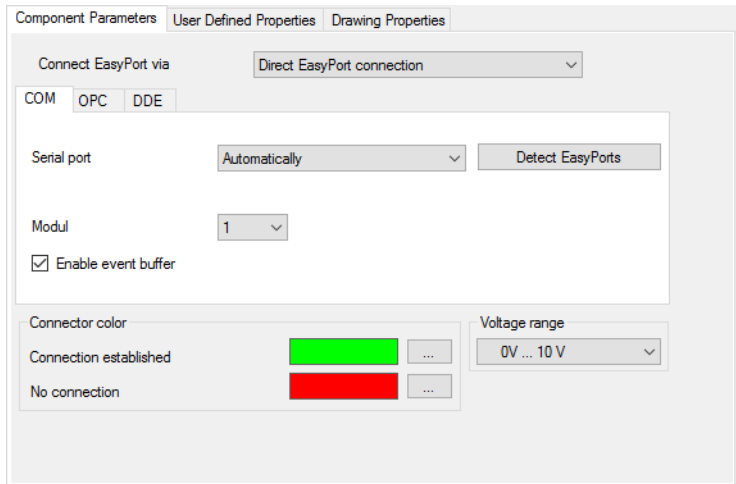 Component Parameters User Defined Properties Drawing Properties
Connect EasyPort via Direct EasyPort connection
COM OPC DDE
Serial port Automatically Detect EasyPorts
Modul 1
Enable event buffer
Connector color Voltage range
Connection established ... 0V ... 10 V
No connection ...